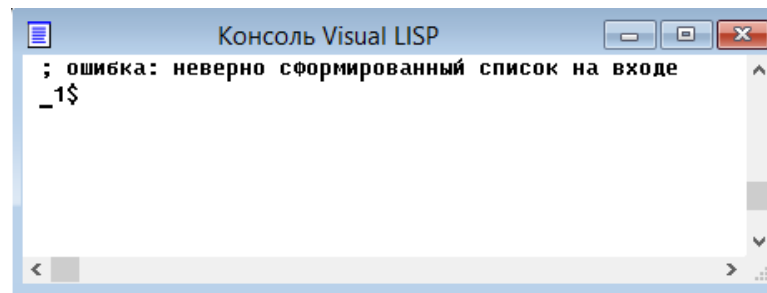 Консоль Visual LISP
; ошибка: неверно сформированный список на входе
_1$